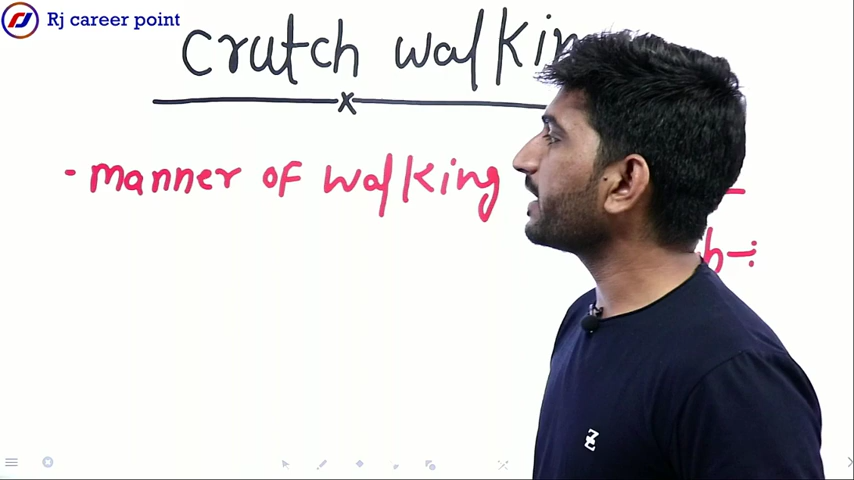 Rj career point
crutch walkin
- manner of walking